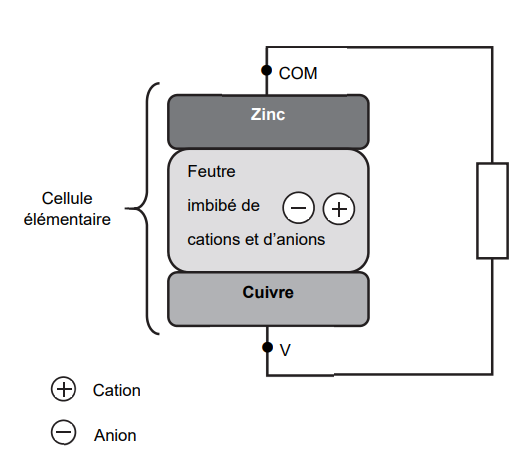 COM
Zinc
Feutre
imbibé de
cations et d'anions
Cellule
élémentaire
Cuivre
V
+ Cation
− Anion